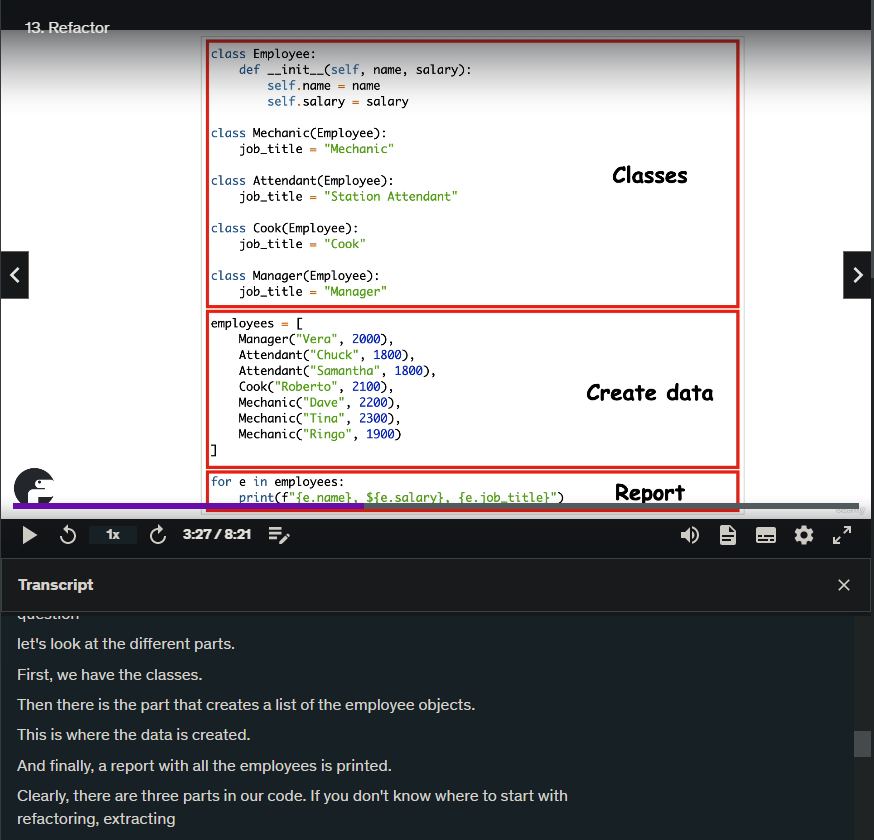 13. Refactor
class Employee:
    def __init__(self, name, salary):
        self.name = name
        self.salary = salary
class Mechanic(Employee):
    job_title = "Mechanic"
class Attendant(Employee):
    job_title = "Station Attendant"
class Cook(Employee):
    job_title = "Cook"
class Manager(Employee):
    job_title = "Manager"
Classes
employees = [
    Manager("Vera", 2000),
    Attendant("Chuck", 1800),
    Attendant("Samantha", 1800),
    Cook("Roberto", 2100),
    Mechanic("Dave", 2200),
    Mechanic("Tina", 2300),
    Mechanic("Ringo", 1900)
]
Create data
for e in employees:
    print(f"{e.name}, ${e.salary}, {e.job_title}")
Report
1x
3:27 / 8:21
Transcript
question
let's look at the different parts.
First, we have the classes.
Then there is the part that creates a list of the employee objects.
This is where the data is created.
And finally, a report with all the employees is printed.
Clearly, there are three parts in our code. If you don't know where to start with
refactoring, extracting